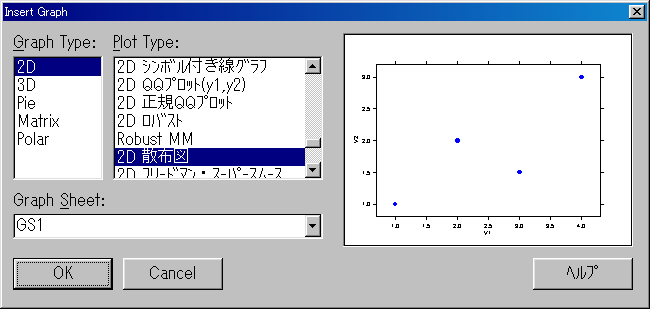 Insert Graph
Graph Type:
2D
3D
Pie
Matrix
Polar
Plot Type:
2D ｼﾝﾎﾞﾙ付き線ｸﾞﾗﾌ
2D QQﾌﾟﾛｯﾄ(y1,y2)
2D 正規QQﾌﾟﾛｯﾄ
2D ﾛﾊﾞｽﾄ
Robust MM
2D 散布図
2D ﾌﾘｰﾄﾞﾏﾝ・ｽｰﾊﾟｰｽﾑｰｽ
Graph Sheet:
GS1
OK
Cancel
3.0
2.5
2.0
1.5
1.0
V2
1.0 1.5 2.0 2.5 3.0 3.5 4.0
V1
ﾍﾙﾌﾟ